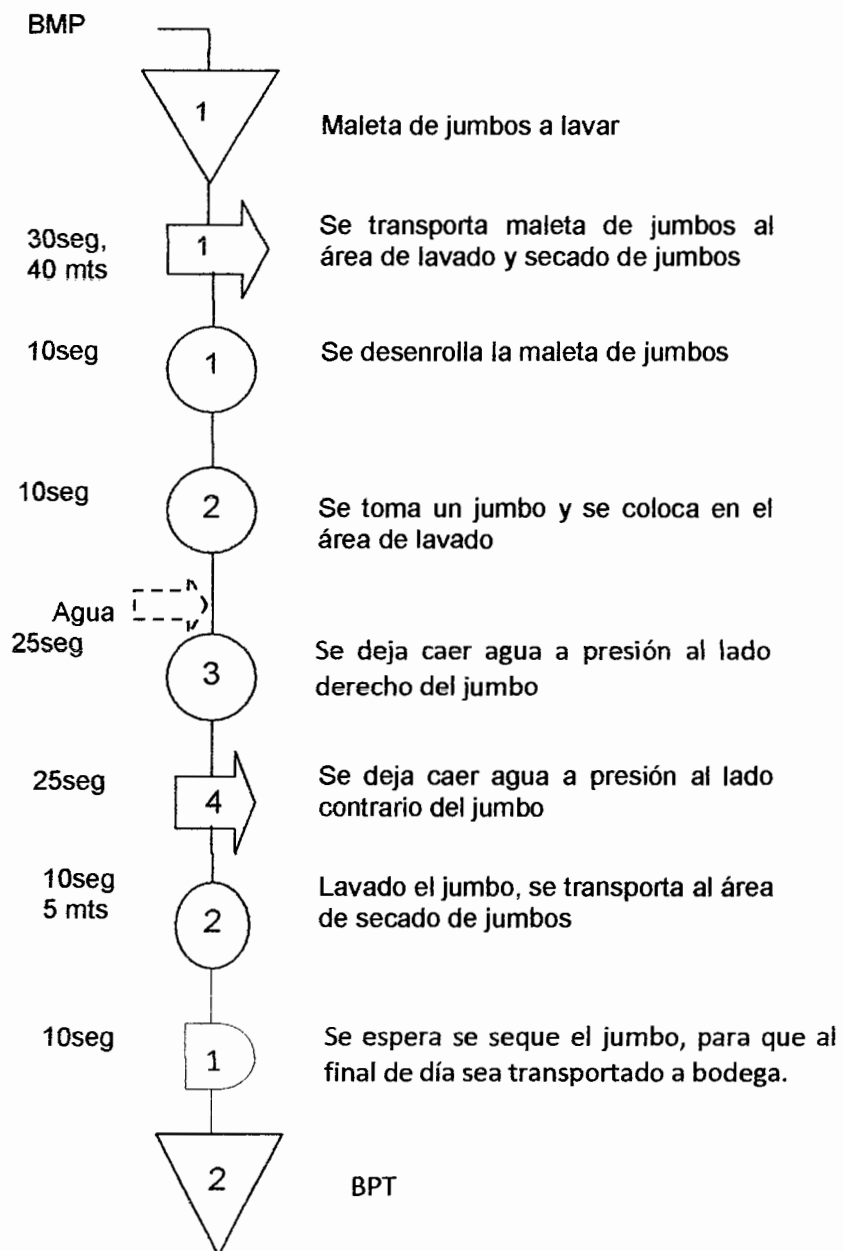 BMP
1
Maleta de jumbos a lavar
30seg,
40 mts
1
Se transporta maleta de jumbos al
área de lavado y secado de jumbos
10seg
1
Se desenrolla la maleta de jumbos
10seg
2
Se toma un jumbo y se coloca en el
área de lavado
Agua
25seg
3
Se deja caer agua a presión al lado
derecho del jumbo
25seg
4
Se deja caer agua a presión al lado
contrario del jumbo
10seg
5 mts
2
Lavado el jumbo, se transporta al área
de secado de jumbos
10seg
1
Se espera se seque el jumbo, para que al
final de día sea transportado a bodega.
2
BPT